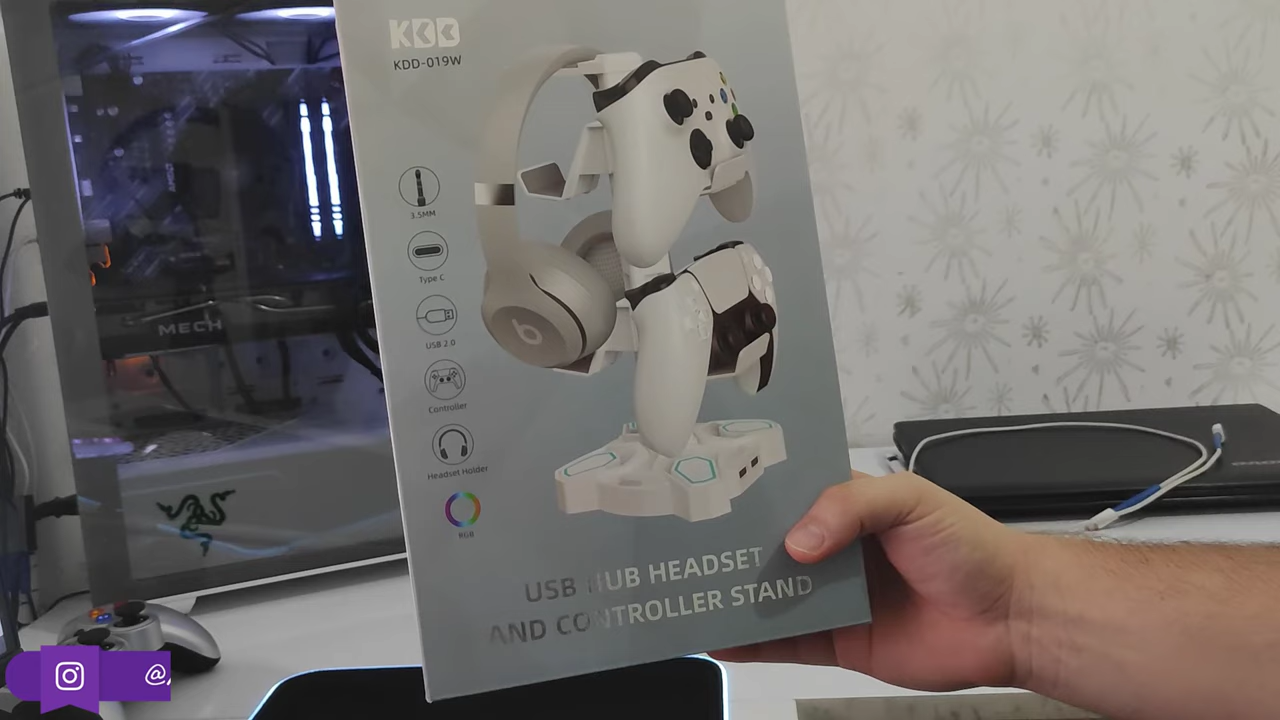 KDD
KDD-019W
3.5MM
Type C
USB 2.0
Controller
Headset Holder
RGB
USB HUB HEADSET
AND CONTROLLER STAND
MECH
@